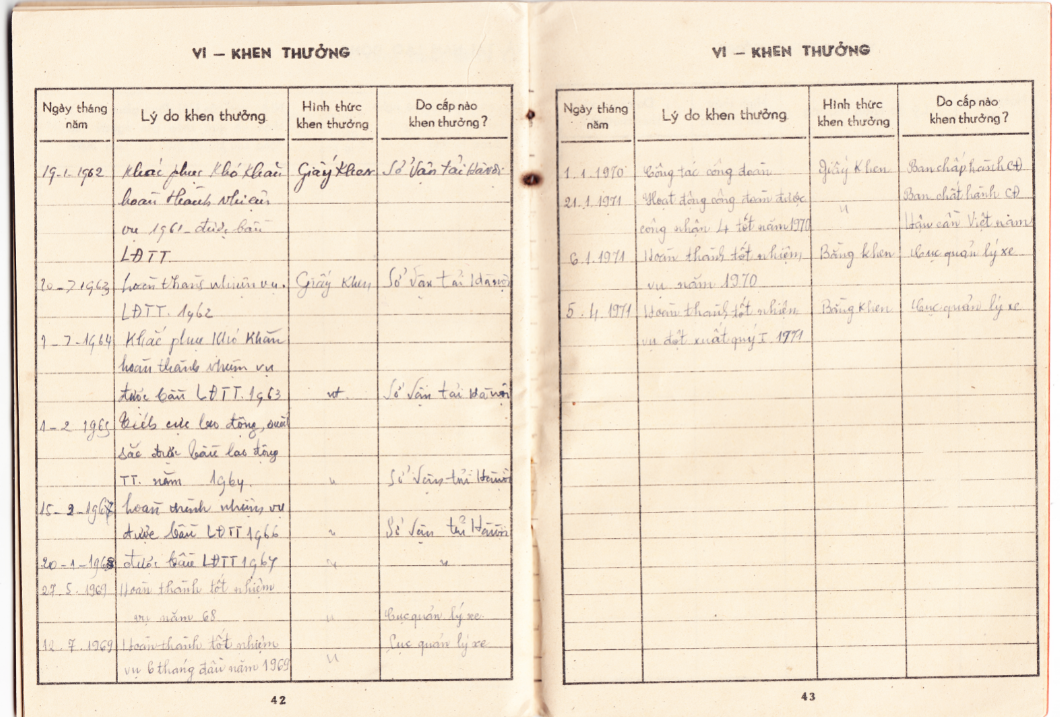 VI – KHEN THƯỞNG
Ngày tháng năm | Lý do khen thưởng | Hình thức khen thưởng | Do cấp nào khen thưởng?
19-1-1962 | Khắc phục khó khăn | Giấy khen | Sở Vận tải Hà nội
hoàn thành nhiệm
vụ 1961 được bầu
LĐTT.
20-7-1963 | hoàn thành nhiệm vụ | Giấy khen | Sở Vận tải Hà nội
LĐTT. 1962
-7-1964 | Khắc phục khó khăn
hoàn thành nhiệm vụ
được bầu LĐTT. 1963 | Sở Vận tải Hà nội
1-2-1965 | Tích cực lao động, xuất
sắc được bầu lao động
TT. năm 1964. | " | Sở Vận tải Hà nội
15-2-1967 | hoàn thành nhiệm vụ
được bầu LĐTT 1966 | " | Sở Vận tải Hà nội
20-1-1968 | được bầu LĐTT 1967 | " | "
27.5.1969 | Hoàn thành tốt nhiệm
vụ năm 68 | " | Cục quản lý xe
12.7.1969 | Hoàn thành tốt nhiệm | Cục quản lý xe
vụ 6 tháng đầu năm 1969 | "
42
VI – KHEN THƯỞNG
Ngày tháng năm | Lý do khen thưởng | Hình thức khen thưởng | Do cấp nào khen thưởng?
1.1.1970 | Công tác công đoàn | Giấy khen | Ban chấp hành CĐ
21.1.1971 | Hoạt động công đoàn được | " | Ban chất hành CĐ
công nhận 4 tốt năm 1970 | Việt nam
6.1.1971 | Hoàn thành tốt nhiệm | Bằng khen | Cục quản lý xe
vụ năm 1970
5.4.1971 | Hoàn thành tốt nhiên | Bằng khen | Cục quản lý xe
vụ đột xuất quý I. 1971
43